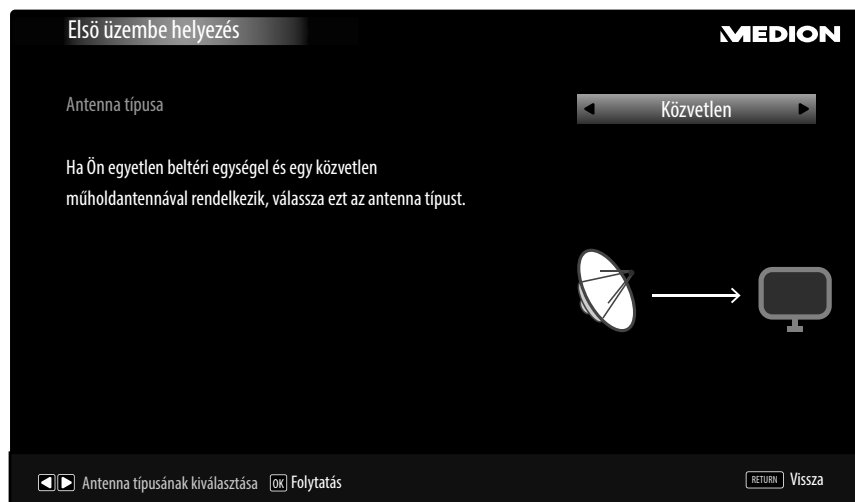 Elsö üzembe helyezés
MEDION
Antenna típusa
Közvetlen
Ha Ön egyetlen beltéri egységel és egy közvetlen
műholdantennával rendelkezik, válassza ezt az antenna típust.
Antenna típusának kiválasztása OK Folytatás
RETURN Vissza